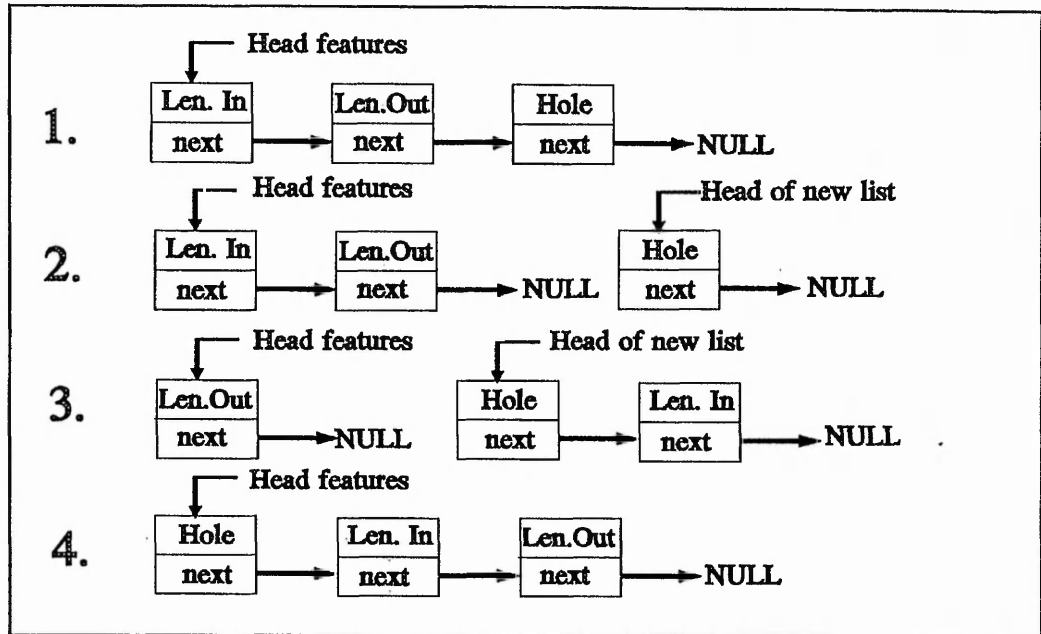 Head features
1.
Len. In
Len.Out
Hole
next
next
next
NULL
Head features
Head of new list
2.
Len. In
Len.Out
Hole
next
next
NULL
next
NULL
Head features
Head of new list
3.
Len.Out
Hole
Len. In
next
NULL
next
next
NULL
Head features
4.
Hole
Len. In
Len.Out
next
next
next
NULL